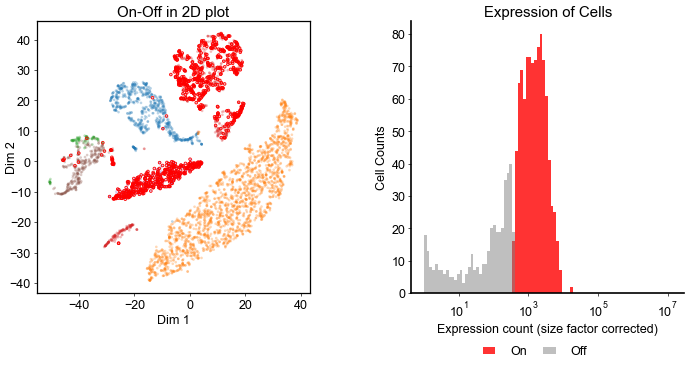 On-Off in 2D plot
Dim 2
40
30
20
10
0
−10
−20
−30
−40
−40 −20 0 20 40
Dim 1
Expression of Cells
Cell Counts
80
70
60
50
40
30
20
10
0
10^1 10^3 10^5 10^7
Expression count (size factor corrected)
On Off